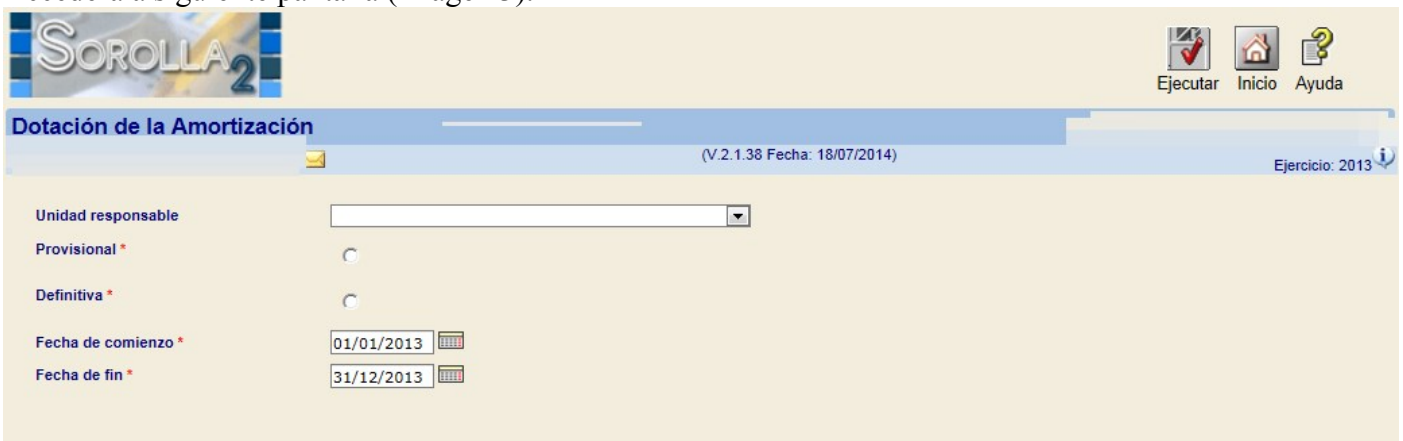 SOROLLA2
Ejecutar Inicio Ayuda
Dotación de la Amortización
(V.2.1.38 Fecha: 18/07/2014)
Ejercicio: 2013
Unidad responsable
Provisional *
Definitiva *
Fecha de comienzo * 01/01/2013
Fecha de fin * 31/12/2013